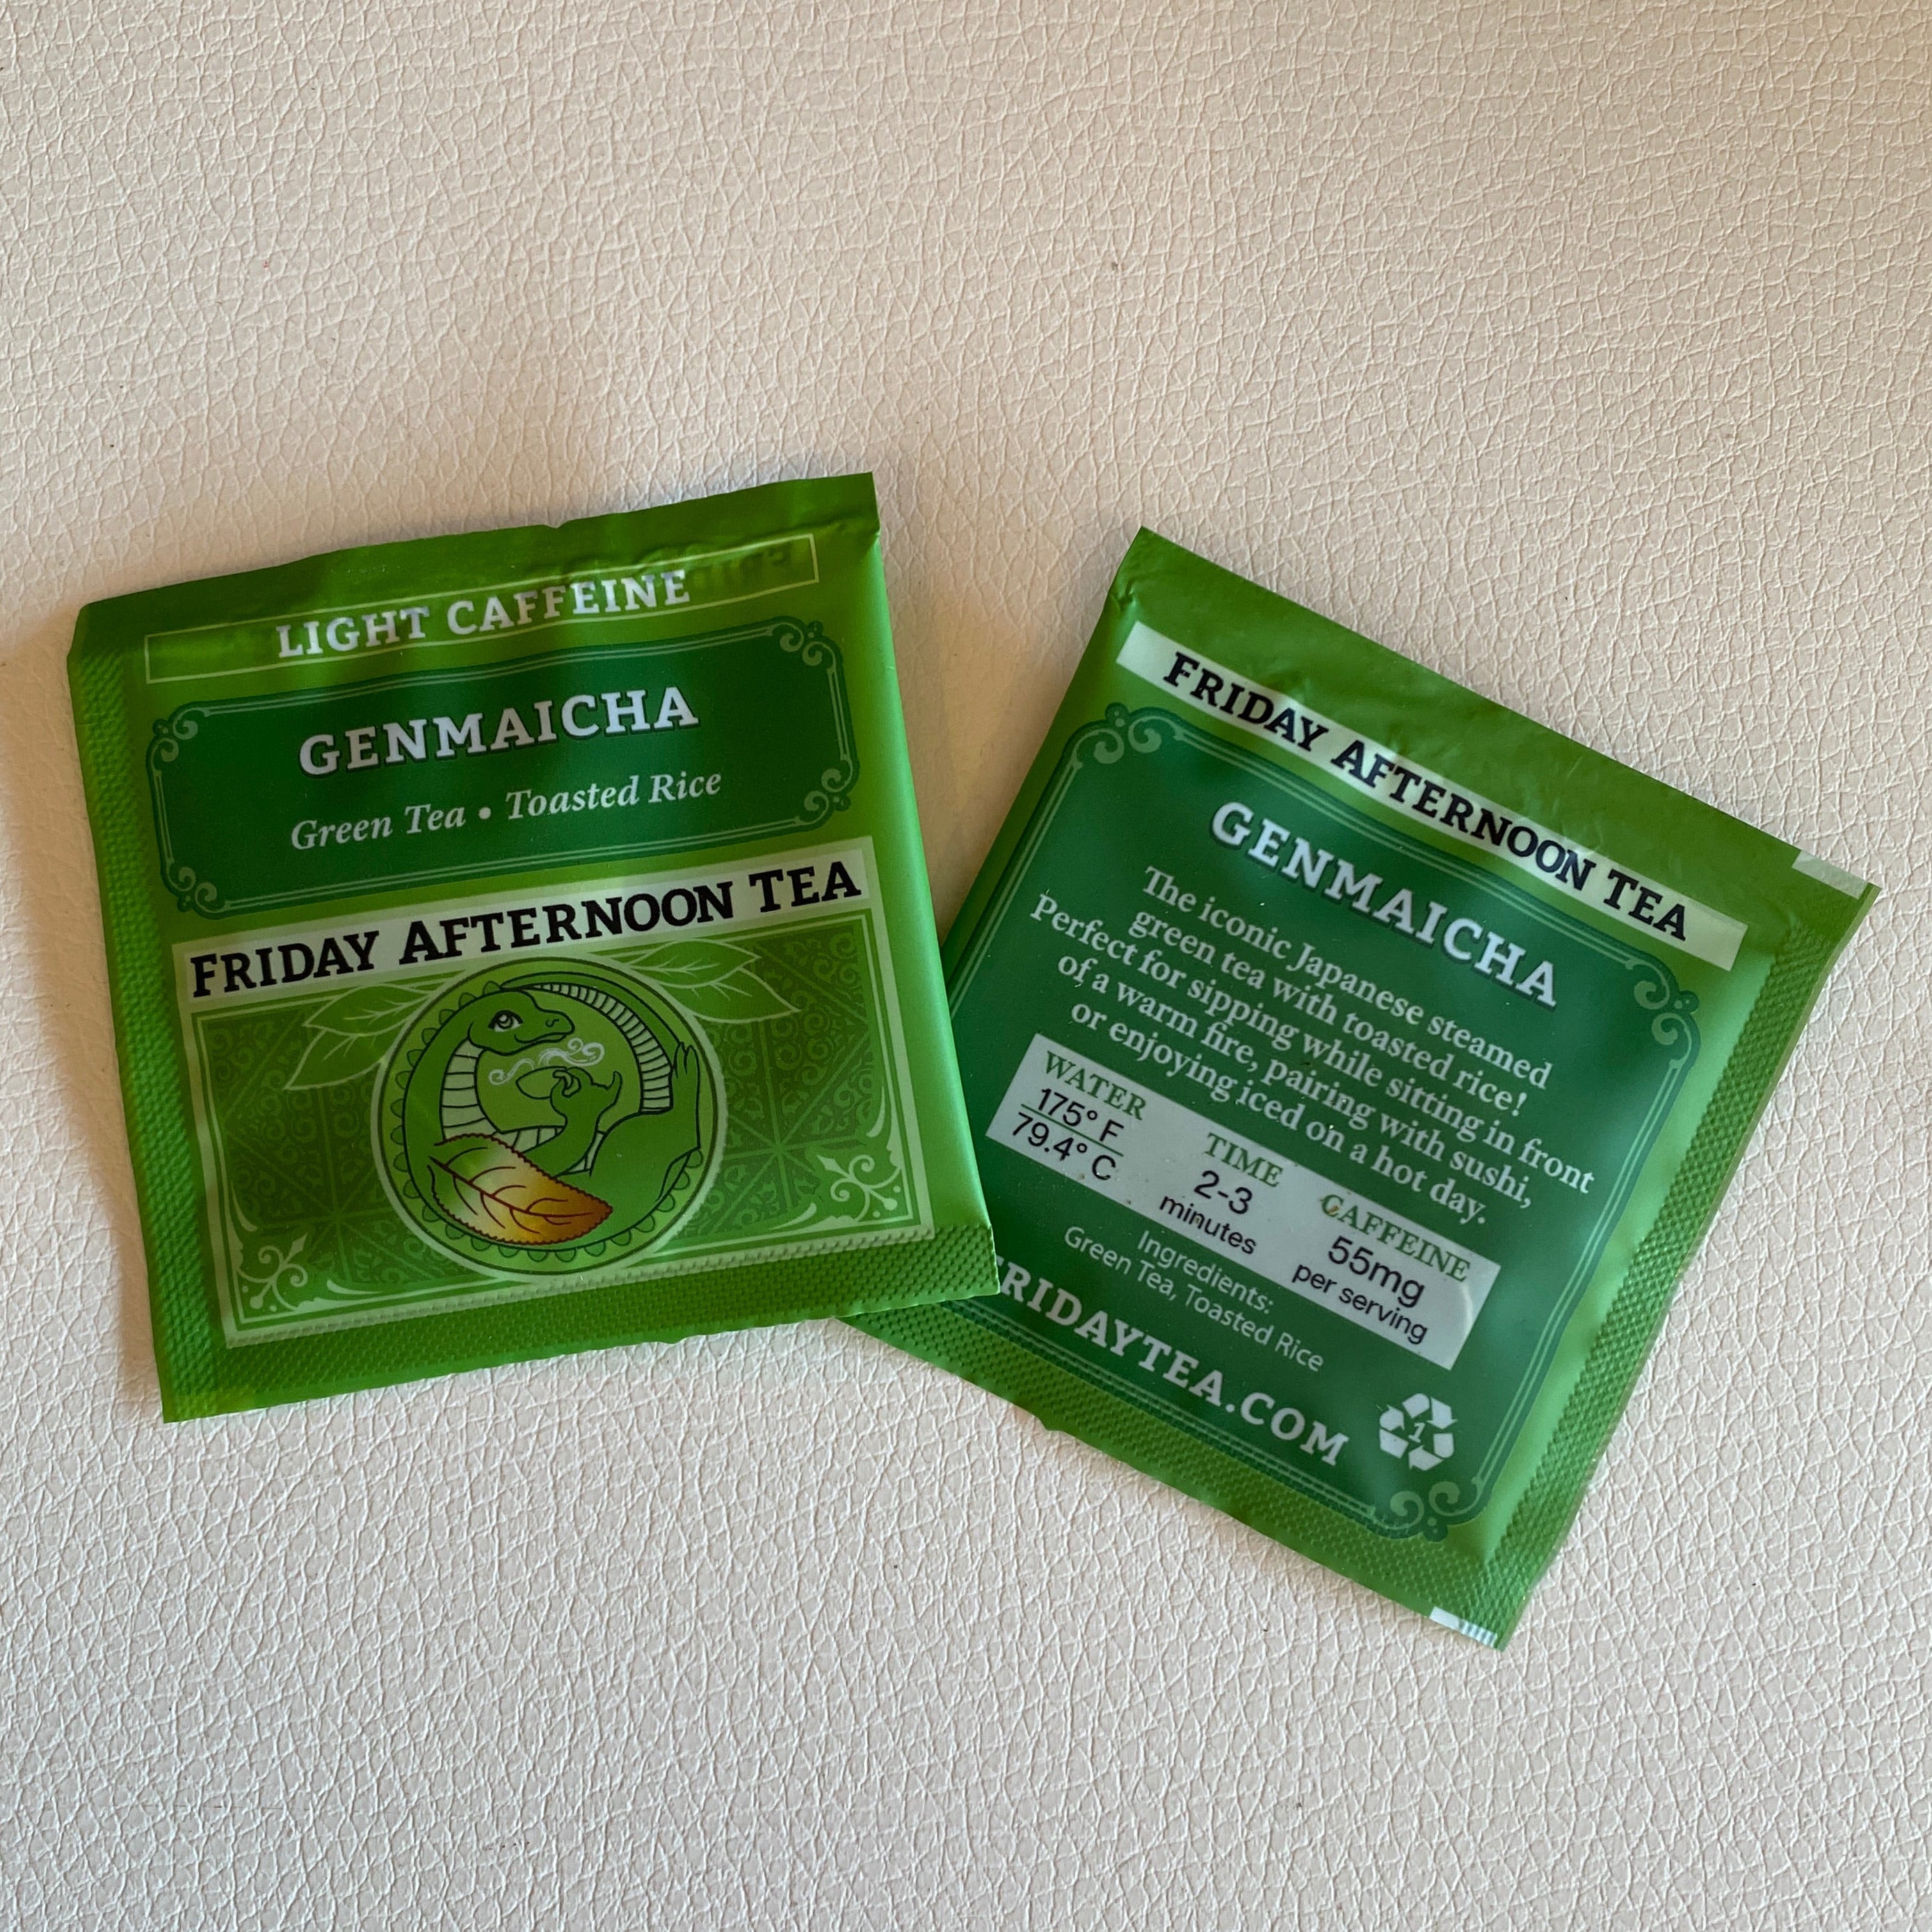 LIGHT CAFFEINE
GENMAICHA
Green Tea • Toasted Rice
FRIDAY AFTERNOON TEA
FRIDAY AFTERNOON TEA
GENMAICHA
The iconic Japanese steamed
green tea with toasted rice!
Perfect for sipping while sitting in front
of a warm fire, pairing with sushi,
or enjoying iced on a hot day.
WATER
175° F
79.4° C
TIME
2-3
minutes
CAFFEINE
55mg
per serving
Ingredients:
Green Tea, Toasted Rice
FRIDAYTEA.COM
1